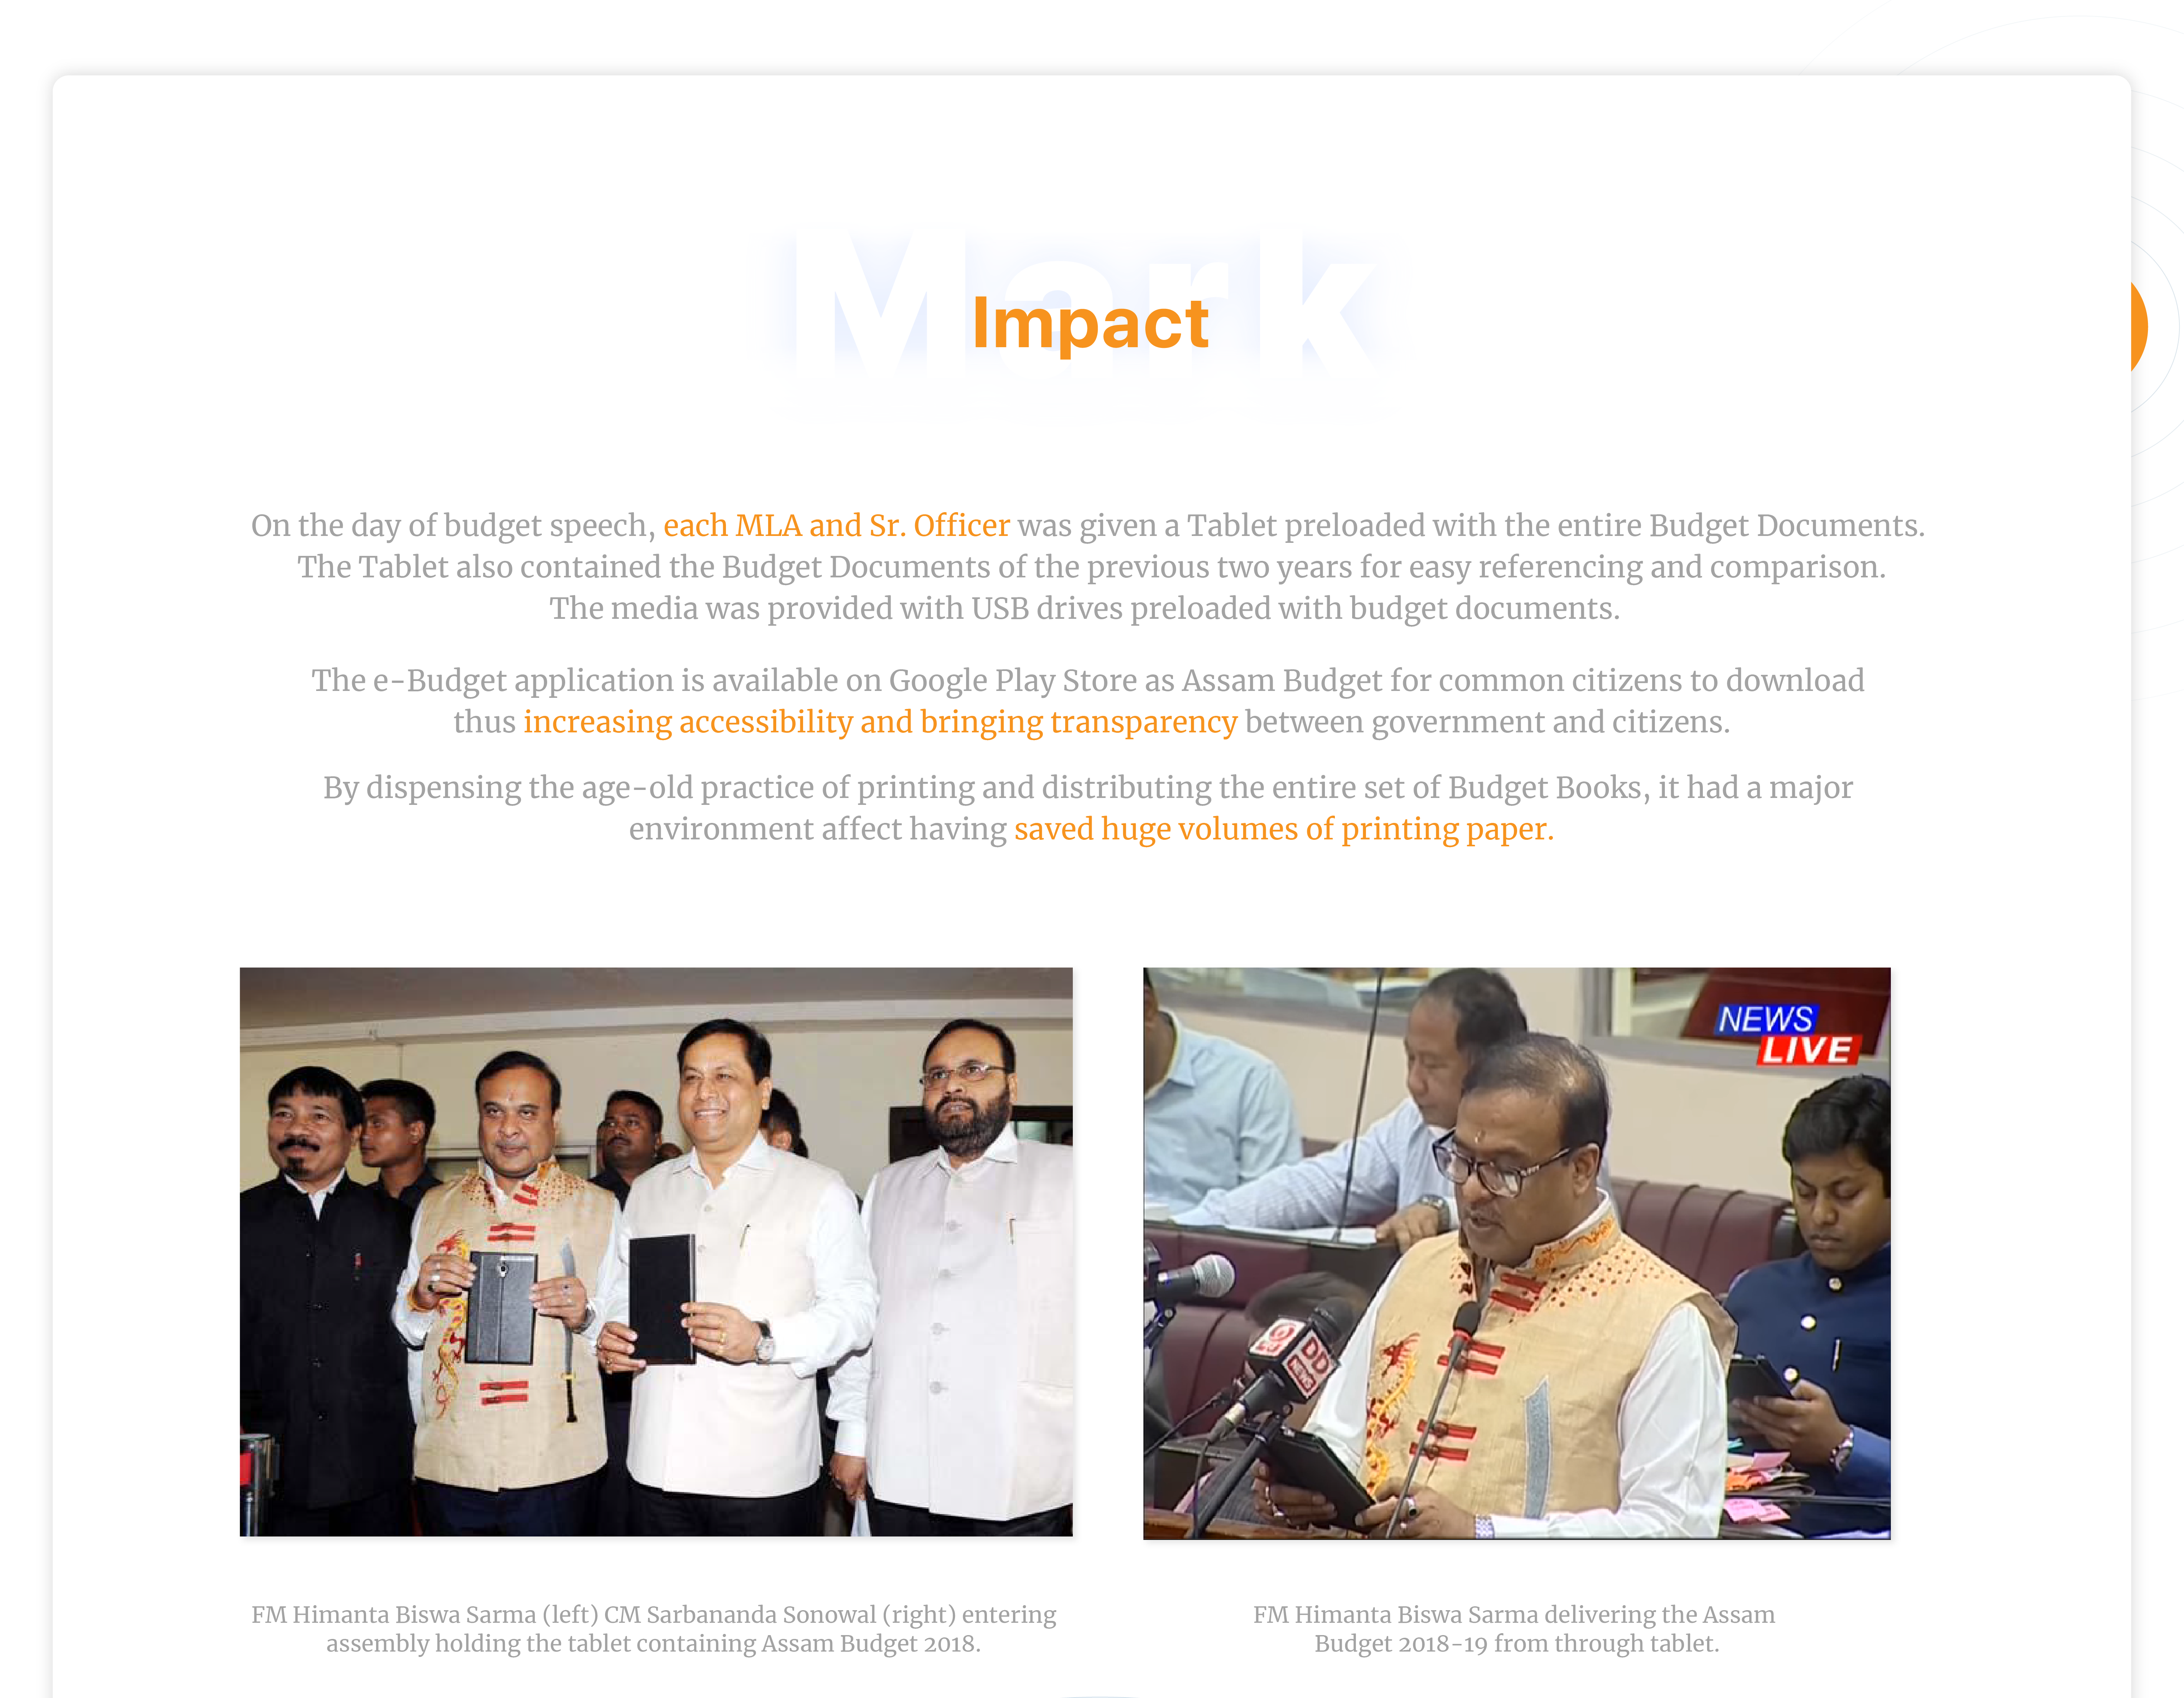 Mark
Impact
On the day of budget speech, each MLA and Sr. Officer was given a Tablet preloaded with the entire Budget Documents.
The Tablet also contained the Budget Documents of the previous two years for easy referencing and comparison.
The media was provided with USB drives preloaded with budget documents.
The e-Budget application is available on Google Play Store as Assam Budget for common citizens to download
thus increasing accessibility and bringing transparency between government and citizens.
By dispensing the age-old practice of printing and distributing the entire set of Budget Books, it had a major
environment affect having saved huge volumes of printing paper.
NEWS
LIVE
DD
NEWS
FM Himanta Biswa Sarma (left) CM Sarbananda Sonowal (right) entering
assembly holding the tablet containing Assam Budget 2018.
FM Himanta Biswa Sarma delivering the Assam
Budget 2018-19 from through tablet.